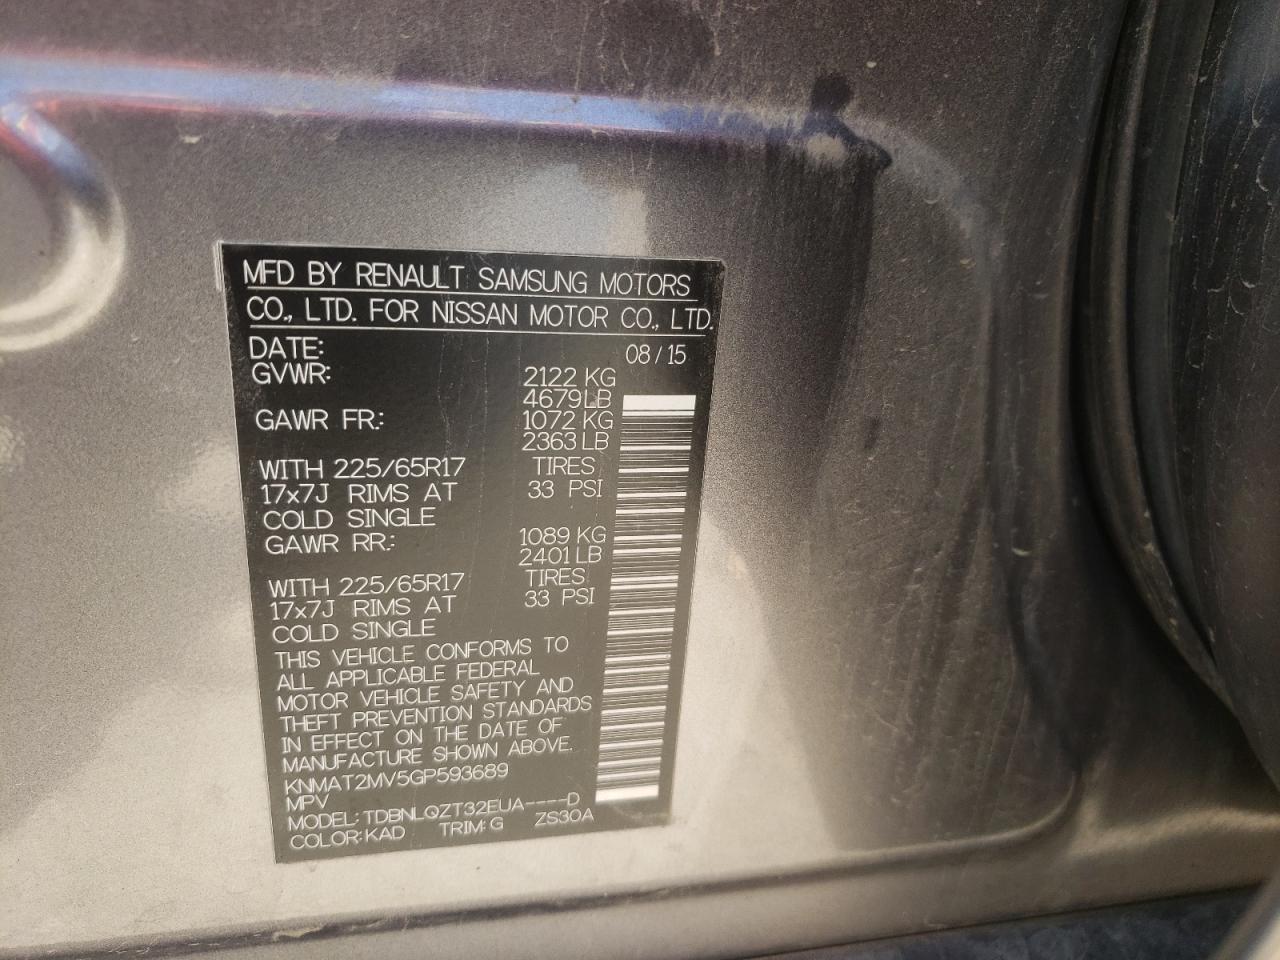 MFD BY RENAULT SAMSUNG MOTORS
CO., LTD. FOR NISSAN MOTOR CO., LTD.
DATE: 08/15
GVWR: 2122 KG
4679LB
GAWR FR.: 1072 KG
2363 LB
WITH 225/65R17 TIRES
17x7J RIMS AT 33 PSI
COLD SINGLE
GAWR RR.: 1089 KG
2401 LB
WITH 225/65R17 TIRES
17x7J RIMS AT 33 PSI
COLD SINGLE
THIS VEHICLE CONFORMS TO
ALL APPLICABLE FEDERAL
MOTOR VEHICLE SAFETY AND
THEFT PREVENTION STANDARDS
IN EFFECT ON THE DATE OF
MANUFACTURE SHOWN ABOVE.
KNMAT2MV5GP593689
MPV
MODEL: TDBNLQZT32EUA----D
COLOR: KAD TRIM: G ZS30A